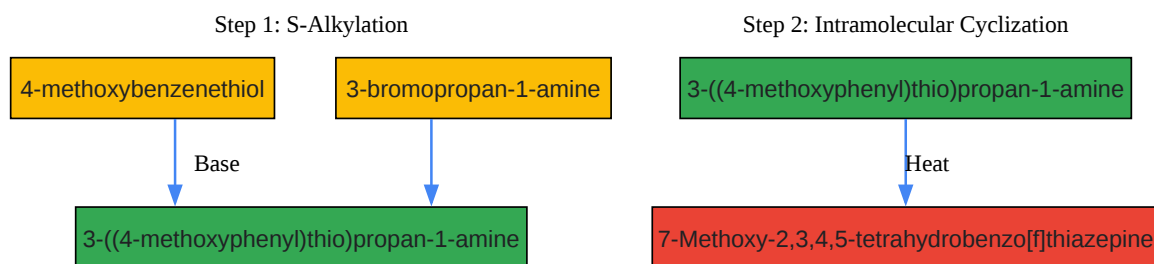 Step 1: S-Alkylation
4-methoxybenzenethiol
3-bromopropan-1-amine
Base
3-((4-methoxyphenyl)thio)propan-1-amine
Step 2: Intramolecular Cyclization
3-((4-methoxyphenyl)thio)propan-1-amine
Heat
7-Methoxy-2,3,4,5-tetrahydrobenzo[f]thiazepine